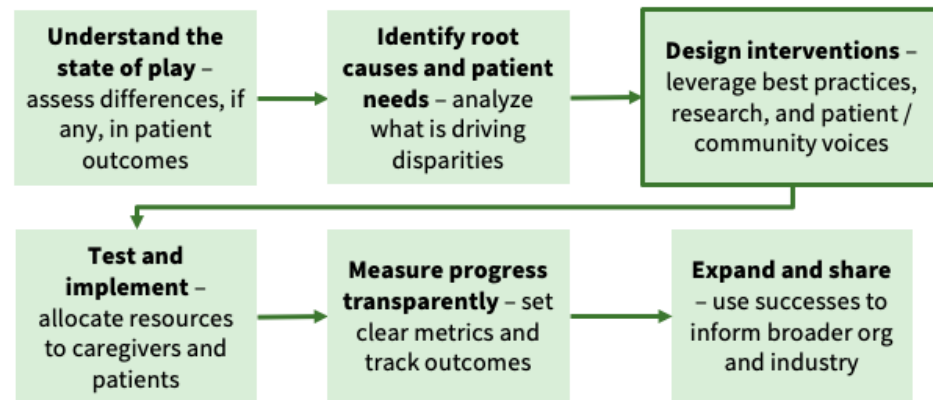 Understand the
state of play –
assess differences, if
any, in patient
outcomes
Identify root
causes and patient
needs – analyze
what is driving
disparities
Design interventions –
leverage best practices,
research, and patient /
community voices
Test and
implement –
allocate resources
to caregivers and
patients
Measure progress
transparently – set
clear metrics and
track outcomes
Expand and share
– use successes to
inform broader org
and industry